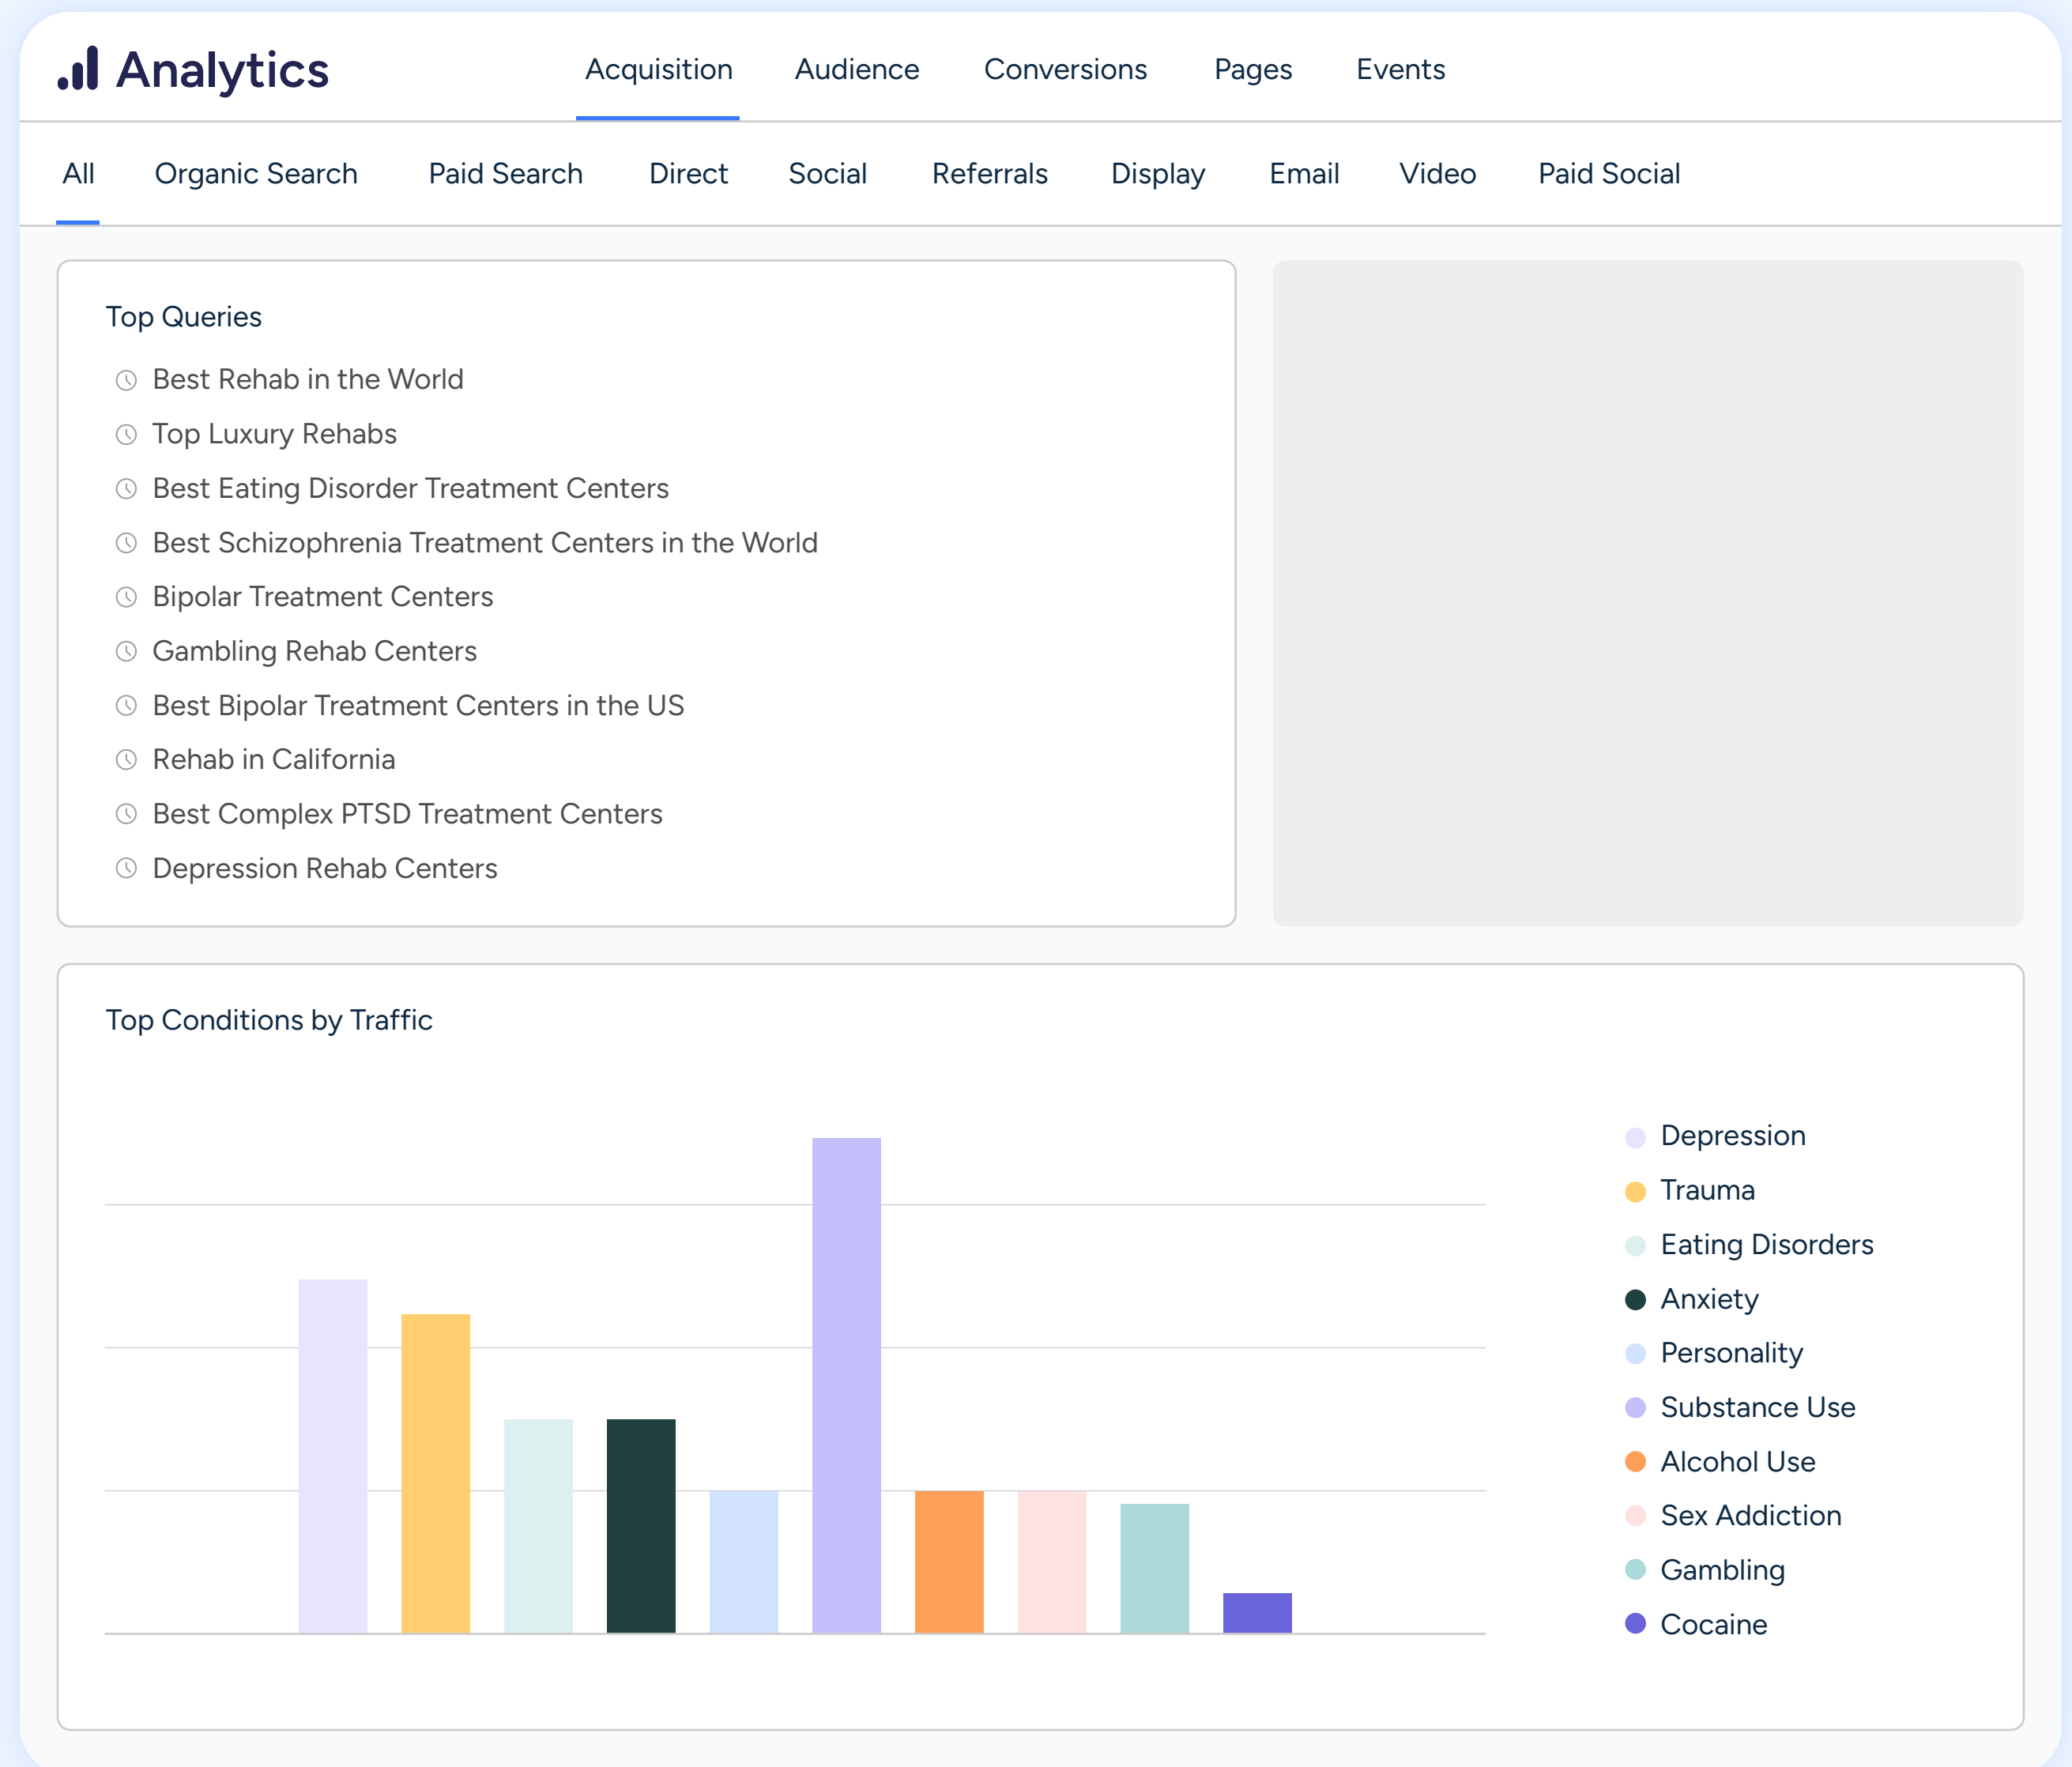 Analytics
Acquisition Audience Conversions Pages Events
All Organic Search Paid Search Direct Social Referrals Display Email Video Paid Social
Top Queries
Best Rehab in the World
Top Luxury Rehabs
Best Eating Disorder Treatment Centers
Best Schizophrenia Treatment Centers in the World
Bipolar Treatment Centers
Gambling Rehab Centers
Best Bipolar Treatment Centers in the US
Rehab in California
Best Complex PTSD Treatment Centers
Depression Rehab Centers
Top Conditions by Traffic
Depression
Trauma
Eating Disorders
Anxiety
Personality
Substance Use
Alcohol Use
Sex Addiction
Gambling
Cocaine